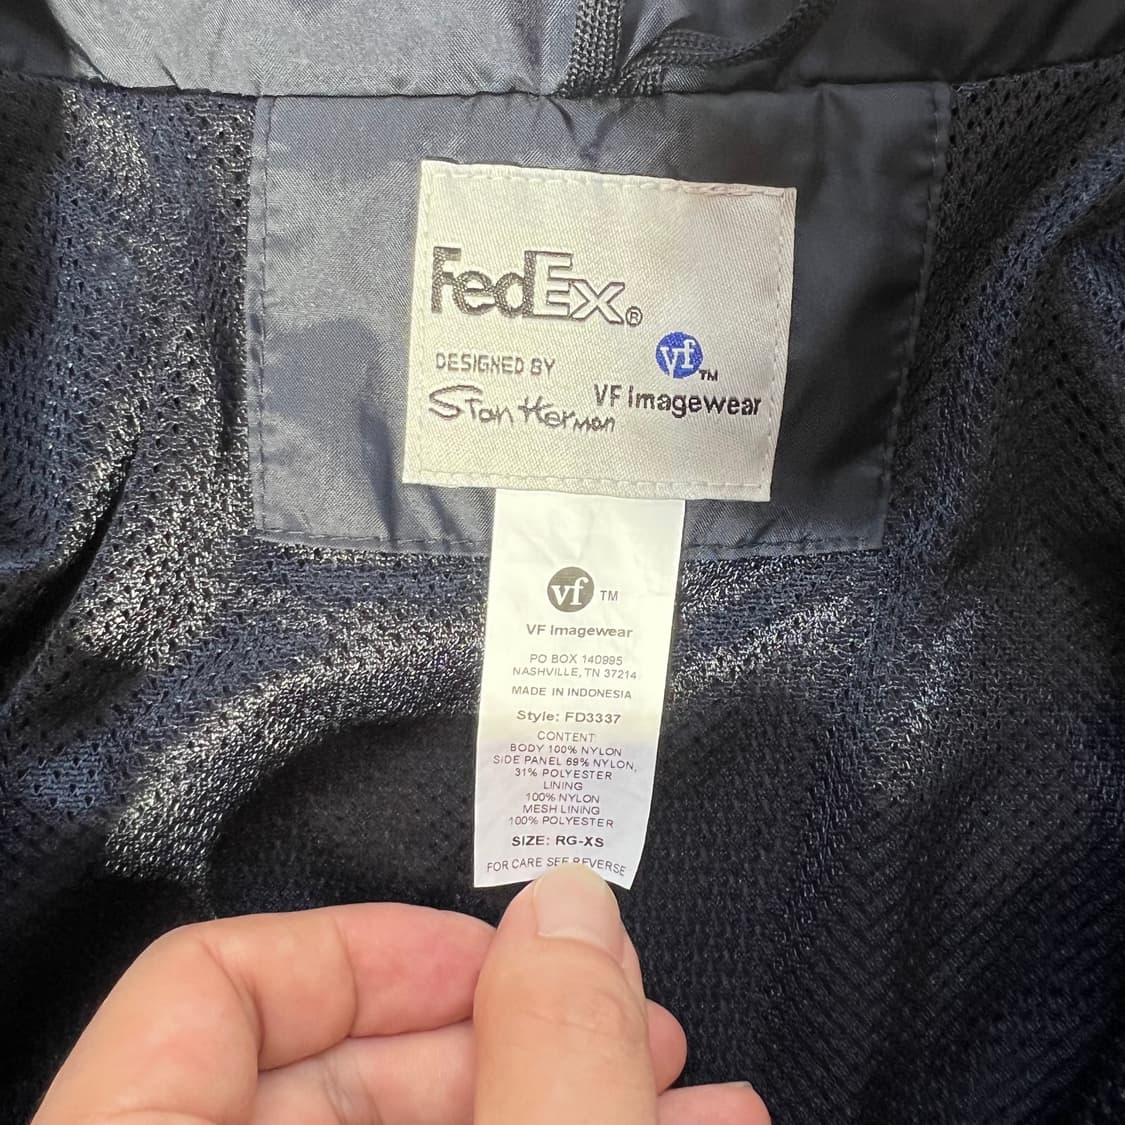 FedEx®
DESIGNED BY
Stan Herman
vf™
VF Imagewear
vf TM
VF Imagewear
PO BOX 140995
NASHVILLE, TN 37214
MADE IN INDONESIA
Style: FD3337
CONTENT:
BODY 100% NYLON
SIDE PANEL 69% NYLON,
31% POLYESTER
LINING
100% NYLON
MESH LINING
100% POLYESTER
SIZE: RG-XS
FOR CARE SEE REVERSE